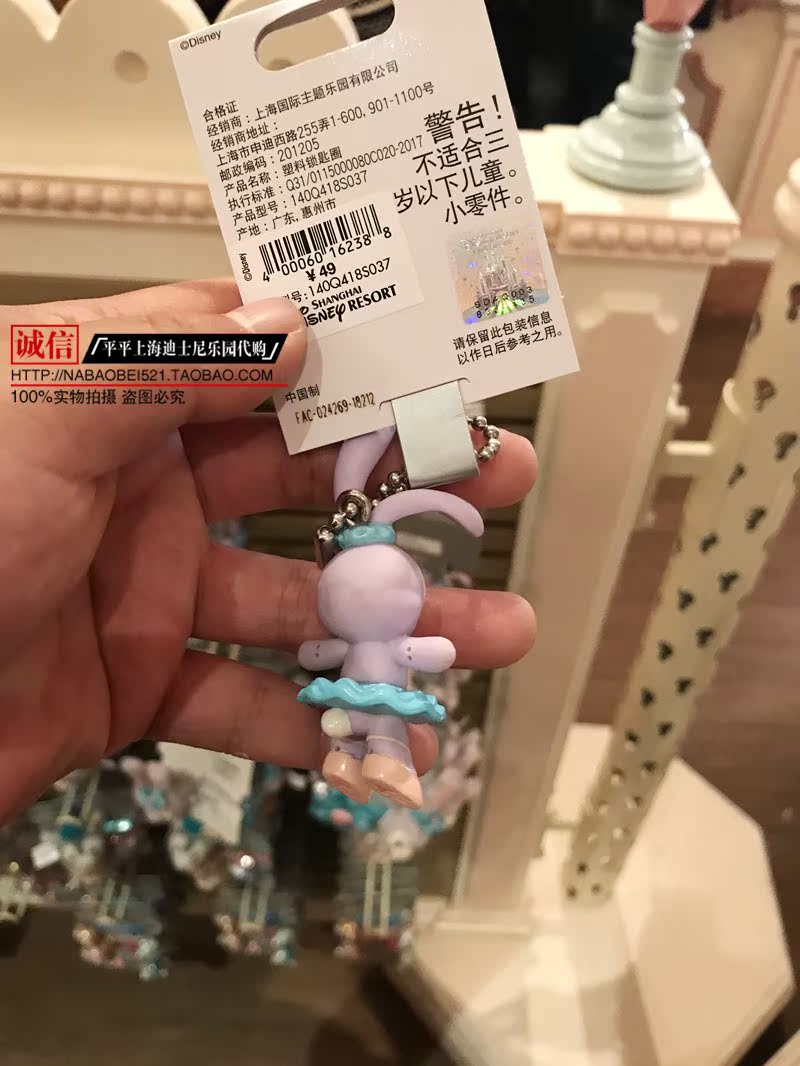 ©Disney
合格证
经销商：上海国际主题乐园有限公司
经销商地址：
上海市申迪西路255弄1-600, 901-1100号
邮政编码：201205
产品名称：塑料锁匙圈
执行标准：Q31/0115000080C020-2017
产品型号：140Q418S037
产地：广东, 惠州市
警告！
不适合三
岁以下儿童。
小零件。
©Disney
4 00060 16238 8
￥49
号:140Q418S037
SHANGHAI
DISNEY RESORT
请保留此包装信息
以作日后参考之用。
中国制
FAC-024269-18212
诚信
平平上海迪士尼乐园代购
HTTP://NABAOBEI521.TAOBAO.COM
100%实物拍摄 盗图必究